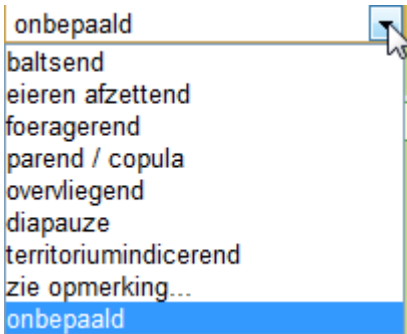 onbepaald
baltsend
eieren afzettend
foeragerend
parend / copula
overvliegend
diapauze
territoriumindicerend
zie opmerking...
onbepaald